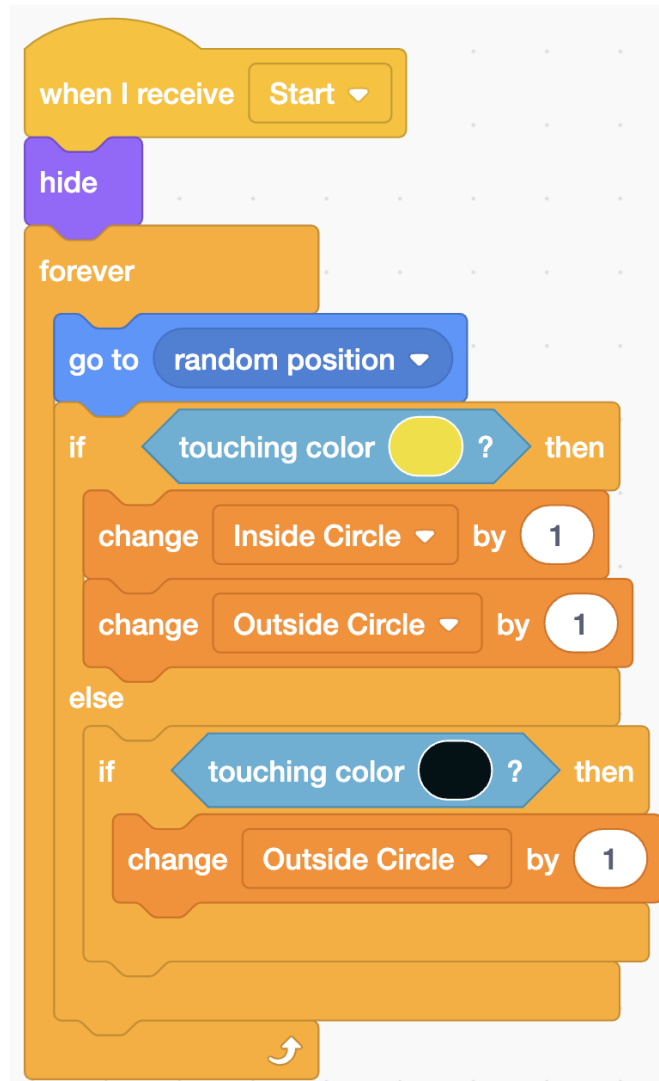 when I receive Start
hide
forever
go to random position
if touching color ? then
change Inside Circle by 1
change Outside Circle by 1
else
if touching color ? then
change Outside Circle by 1